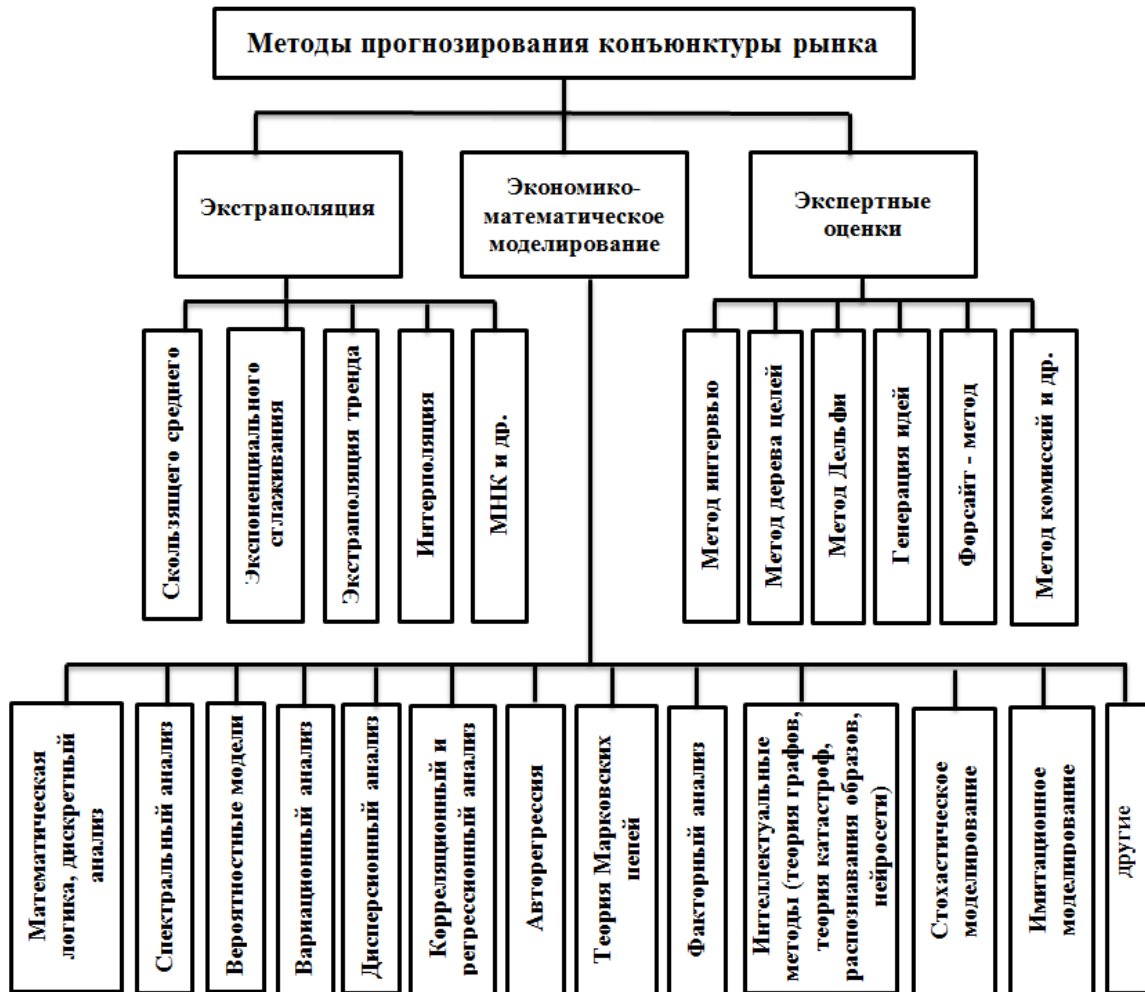 Методы прогнозирования конъюнктуры рынка
Экстраполяция
Экономико-
математическое
моделирование
Экспертные
оценки
Скользящего среднего
Экспоненциального
сглаживания
Экстраполяция тренда
Интерполяция
МНК и др.
Метод интервью
Метод дерева целей
Метод Дельфи
Генерация идей
Форсайт - метод
Метод комиссий и др.
Математическая
логика, дискретный
анализ
Спектральный анализ
Вероятностные модели
Вариационный анализ
Дисперсионный анализ
Корреляционный и
регрессионный анализ
Авторегрессия
Теория Марковских
цепей
Факторный анализ
Интеллектуальные
методы (теория графов,
теория катастроф,
распознавания образов,
нейросети)
Стохастическое
моделирование
Имитационное
моделирование
другие